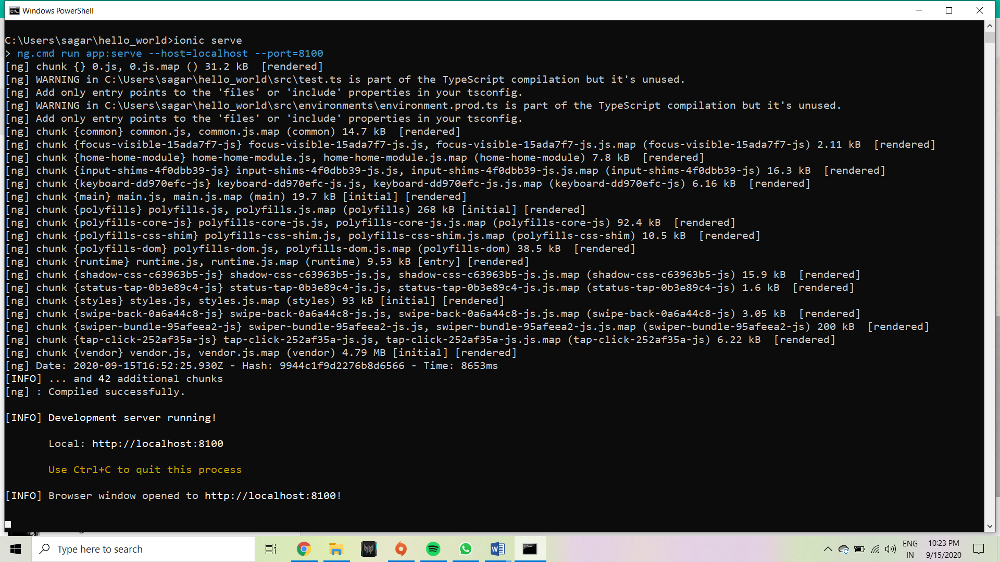 Windows PowerShell
C:\Users\sagar\hello_world>ionic serve
> ng.cmd run app:serve --host=localhost --port=8100
[ng] chunk {} 0.js, 0.js.map () 31.2 kB  [rendered]
[ng] WARNING in C:\Users\sagar\hello_world\src\test.ts is part of the TypeScript compilation but it's unused.
[ng] Add only entry points to the 'files' or 'include' properties in your tsconfig.
[ng] WARNING in C:\Users\sagar\hello_world\src\environments\environment.prod.ts is part of the TypeScript compilation but it's unused.
[ng] Add only entry points to the 'files' or 'include' properties in your tsconfig.
[ng] chunk {common} common.js, common.js.map (common) 14.7 kB  [rendered]
[ng] chunk {focus-visible-15ada7f7-js} focus-visible-15ada7f7-js.js, focus-visible-15ada7f7-js.js.map (focus-visible-15ada7f7-js) 2.11 kB  [rendered]
[ng] chunk {home-home-module} home-home-module.js, home-home-module.js.map (home-home-module) 7.8 kB  [rendered]
[ng] chunk {input-shims-4f0dbb39-js} input-shims-4f0dbb39-js.js, input-shims-4f0dbb39-js.js.map (input-shims-4f0dbb39-js) 16.3 kB  [rendered]
[ng] chunk {keyboard-dd970efc-js} keyboard-dd970efc-js.js, keyboard-dd970efc-js.js.map (keyboard-dd970efc-js) 6.16 kB  [rendered]
[ng] chunk {main} main.js, main.js.map (main) 19.7 kB [initial] [rendered]
[ng] chunk {polyfills} polyfills.js, polyfills.js.map (polyfills) 268 kB [initial] [rendered]
[ng] chunk {polyfills-core-js} polyfills-core-js.js, polyfills-core-js.js.map (polyfills-core-js) 92.4 kB  [rendered]
[ng] chunk {polyfills-css-shim} polyfills-css-shim.js, polyfills-css-shim.js.map (polyfills-css-shim) 10.5 kB  [rendered]
[ng] chunk {polyfills-dom} polyfills-dom.js, polyfills-dom.js.map (polyfills-dom) 38.5 kB  [rendered]
[ng] chunk {runtime} runtime.js, runtime.js.map (runtime) 9.53 kB [entry] [rendered]
[ng] chunk {shadow-css-c63963b5-js} shadow-css-c63963b5-js.js, shadow-css-c63963b5-js.js.map (shadow-css-c63963b5-js) 15.9 kB  [rendered]
[ng] chunk {status-tap-0b3e89c4-js} status-tap-0b3e89c4-js.js, status-tap-0b3e89c4-js.js.map (status-tap-0b3e89c4-js) 1.6 kB  [rendered]
[ng] chunk {styles} styles.js, styles.js.map (styles) 93 kB [initial] [rendered]
[ng] chunk {swipe-back-0a6a44c8-js} swipe-back-0a6a44c8-js.js, swipe-back-0a6a44c8-js.js.map (swipe-back-0a6a44c8-js) 3.05 kB  [rendered]
[ng] chunk {swiper-bundle-95afeea2-js} swiper-bundle-95afeea2-js.js, swiper-bundle-95afeea2-js.js.map (swiper-bundle-95afeea2-js) 200 kB  [rendered]
[ng] chunk {tap-click-252af35a-js} tap-click-252af35a-js.js, tap-click-252af35a-js.js.map (tap-click-252af35a-js) 6.22 kB  [rendered]
[ng] chunk {vendor} vendor.js, vendor.js.map (vendor) 4.79 MB [initial] [rendered]
[ng] Date: 2020-09-15T16:52:25.930Z - Hash: 9944c1f9d2276b8d6566 - Time: 8653ms
[INFO] ... and 42 additional chunks
[ng] : Compiled successfully.
[INFO] Development server running!
Local: http://localhost:8100
Use Ctrl+C to quit this process
[INFO] Browser window opened to http://localhost:8100!
Type here to search
ENG
IN
10:23 PM
9/15/2020